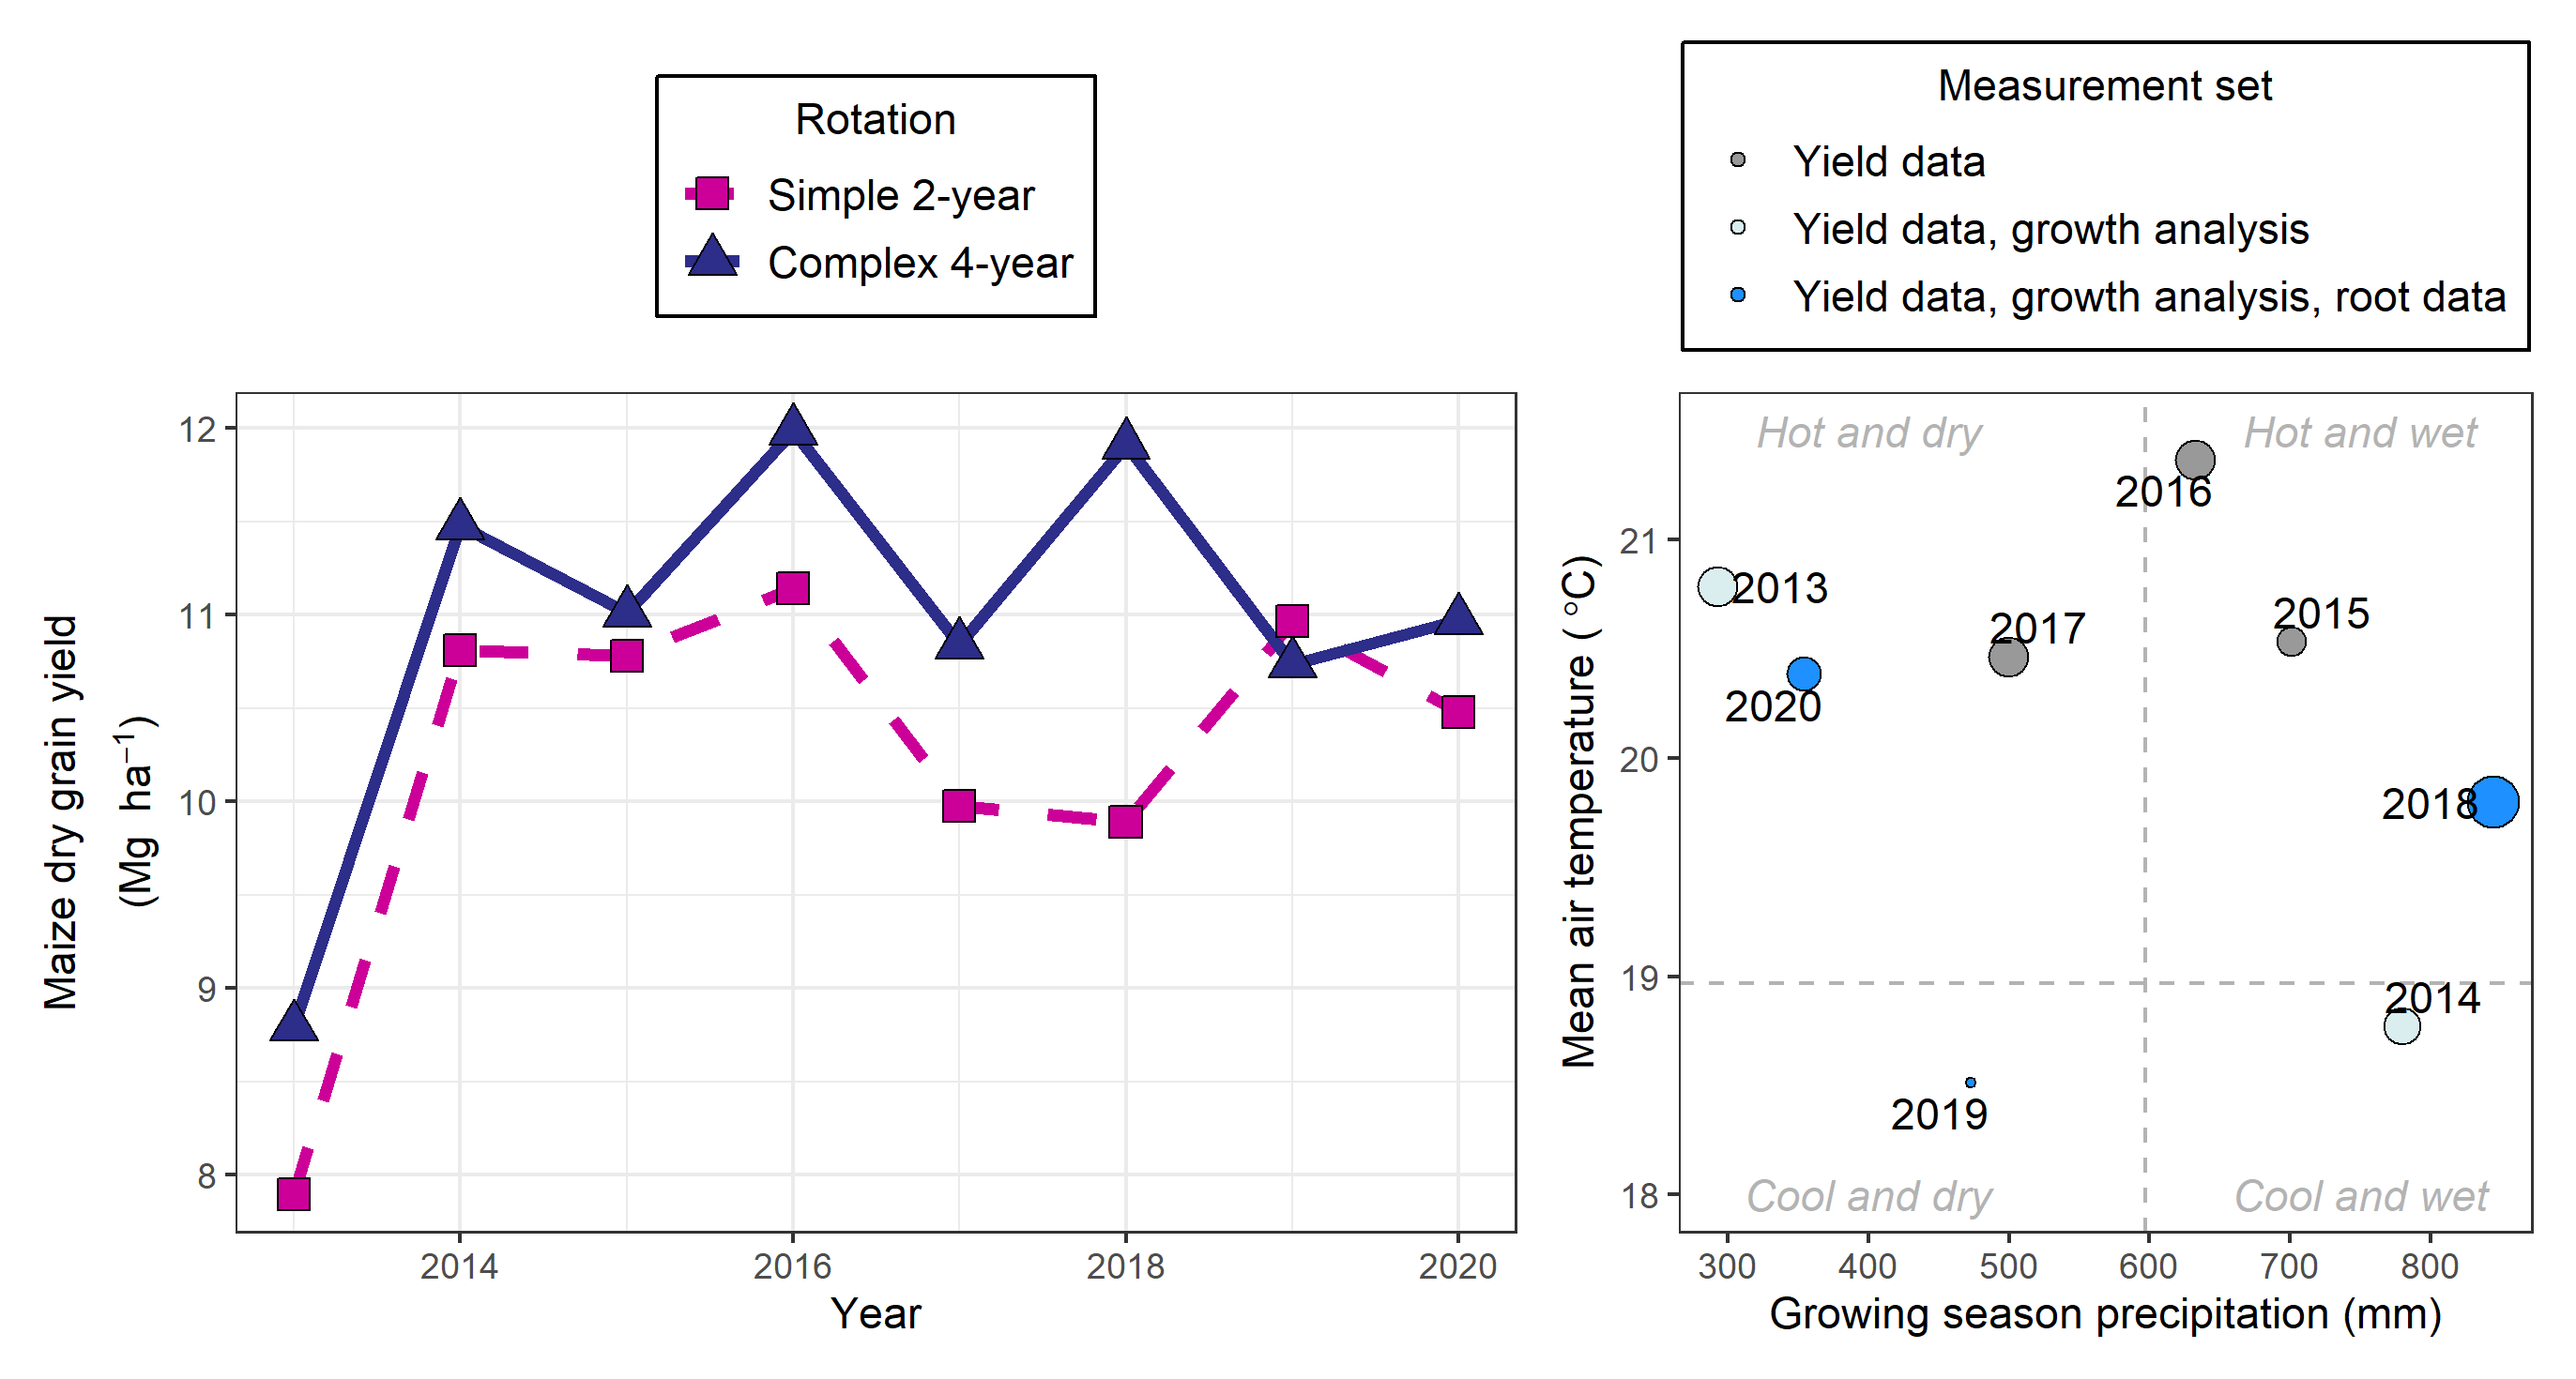 Rotation
Simple 2-year
Complex 4-year
Measurement set
Yield data
Yield data, growth analysis
Yield data, growth analysis, root data
Maize dry grain yield
(Mg ha⁻¹)
12
11
10
9
8
2014
2016
2018
2020
Year
Mean air temperature ( °C)
21
20
19
18
Hot and dry
Hot and wet
2016
2013
2017
2015
2020
2018
2014
2019
Cool and dry
Cool and wet
300
400
500
600
700
800
Growing season precipitation (mm)